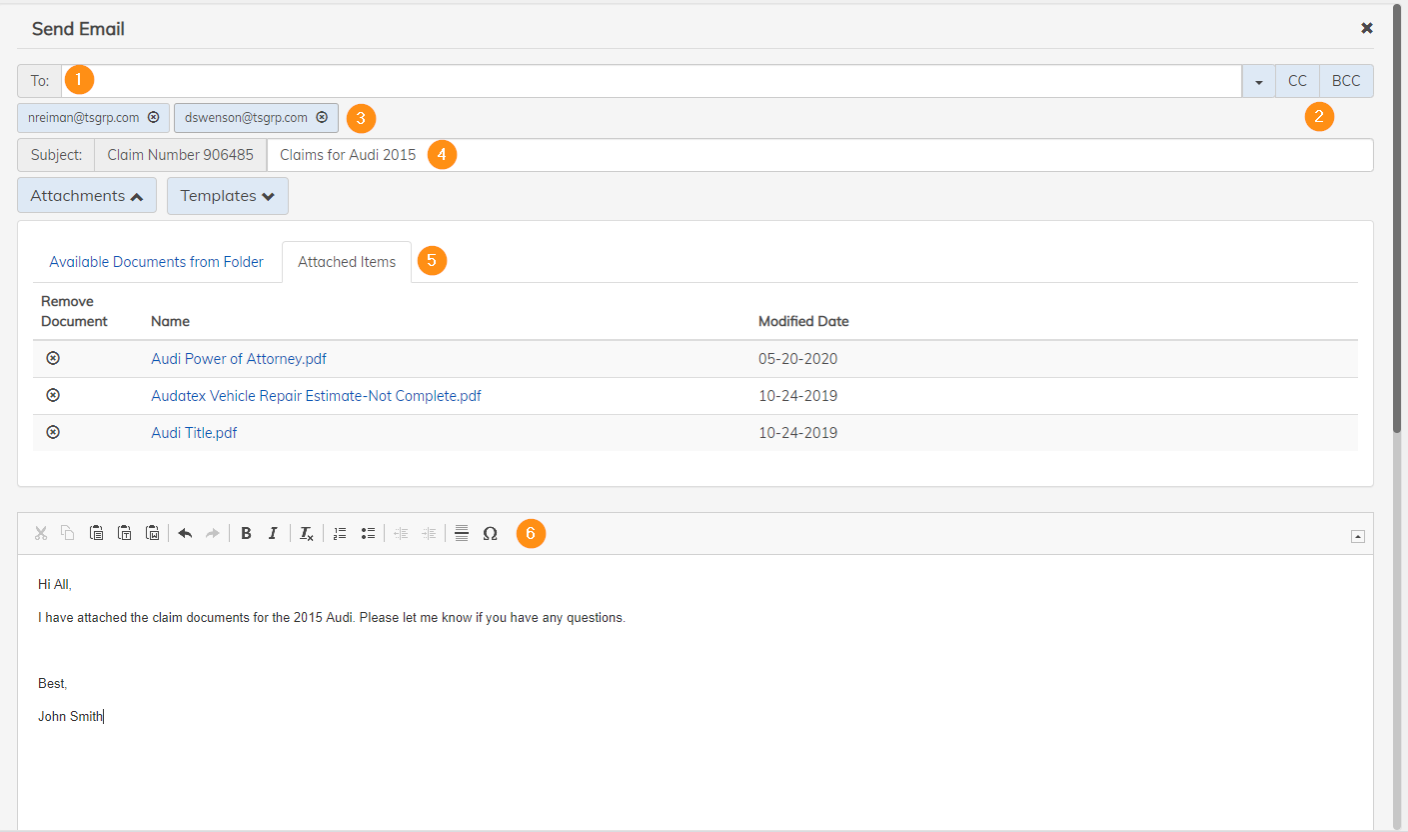 Send Email
To: 1 CC BCC
2
nreiman@tsgrp.com dswenson@tsgrp.com 3
Subject: Claim Number 906485 Claims for Audi 2015 4
Attachments Templates
Available Documents from Folder Attached Items 5
Remove
Document Name Modified Date
Audi Power of Attorney.pdf 05-20-2020
Audatex Vehicle Repair Estimate-Not Complete.pdf 10-24-2019
Audi Title.pdf 10-24-2019
B I Ix Ω 6
Hi All,
I have attached the claim documents for the 2015 Audi. Please let me know if you have any questions.
Best,
John Smith